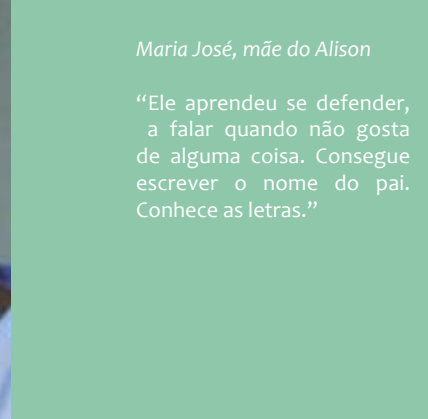 Maria José, mãe do Alison
“Ele aprendeu se defender,
a falar quando não gosta
de alguma coisa. Consegue
escrever o nome do pai.
Conhece as letras.”